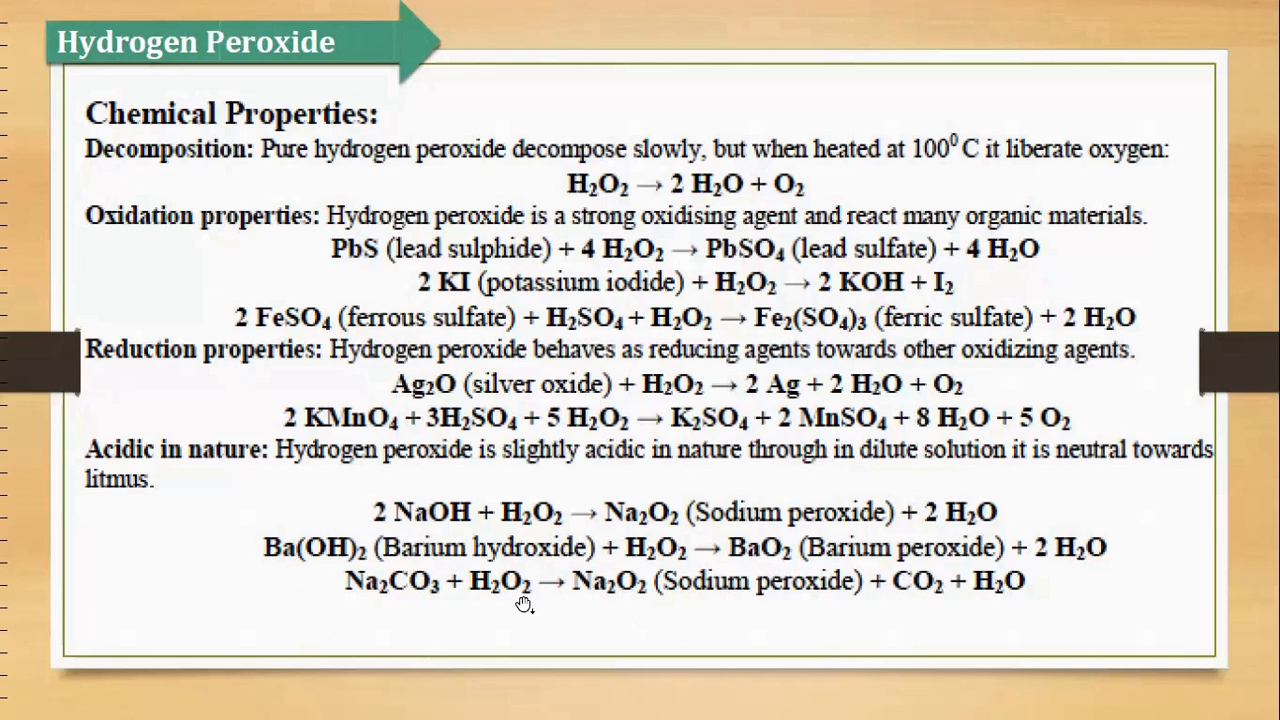 Hydrogen Peroxide
Chemical Properties:
Decomposition: Pure hydrogen peroxide decompose slowly, but when heated at 100⁰ C it liberate oxygen:
H₂O₂ → 2 H₂O + O₂
Oxidation properties: Hydrogen peroxide is a strong oxidising agent and react many organic materials.
PbS (lead sulphide) + 4 H₂O₂ → PbSO₄ (lead sulfate) + 4 H₂O
2 KI (potassium iodide) + H₂O₂ → 2 KOH + I₂
2 FeSO₄ (ferrous sulfate) + H₂SO₄ + H₂O₂ → Fe₂(SO₄)₃ (ferric sulfate) + 2 H₂O
Reduction properties: Hydrogen peroxide behaves as reducing agents towards other oxidizing agents.
Ag₂O (silver oxide) + H₂O₂ → 2 Ag + 2 H₂O + O₂
2 KMnO₄ + 3H₂SO₄ + 5 H₂O₂ → K₂SO₄ + 2 MnSO₄ + 8 H₂O + 5 O₂
Acidic in nature: Hydrogen peroxide is slightly acidic in nature through in dilute solution it is neutral towards
litmus.
2 NaOH + H₂O₂ → Na₂O₂ (Sodium peroxide) + 2 H₂O
Ba(OH)₂ (Barium hydroxide) + H₂O₂ → BaO₂ (Barium peroxide) + 2 H₂O
Na₂CO₃ + H₂O₂ → Na₂O₂ (Sodium peroxide) + CO₂ + H₂O